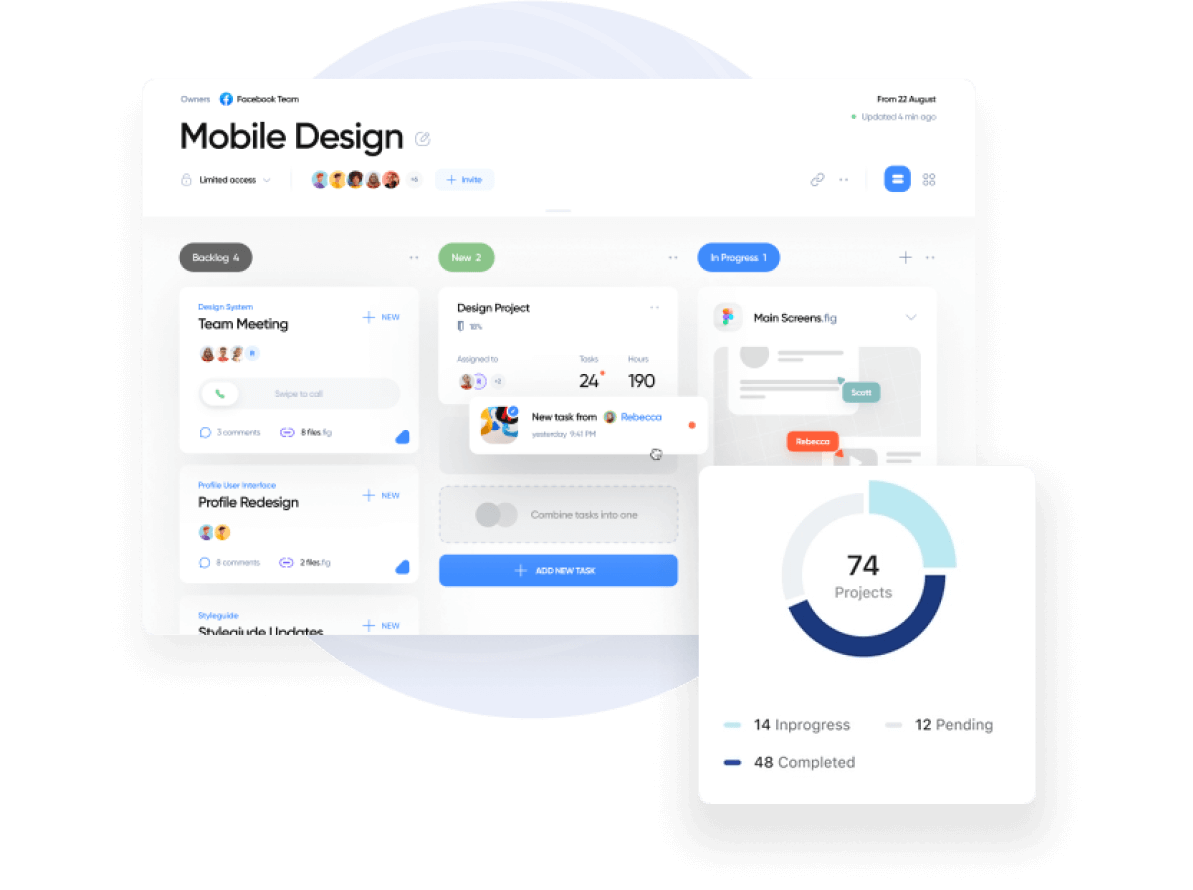 Owners Facebook Team
From 22 August
Mobile Design
Updated 4 min ago
Limited access
+6
+ Invite
Backlog 4
New 2
In Progress 1
Design System
Team Meeting
+ NEW
R
Swipe to call
3 comments
8 files.fig
Profile User Interface
Profile Redesign
+ NEW
8 comments
2 files.fig
Styleguide
Stylegiude Updates
+ NEW
Design Project
18%
Assigned to
Tasks
Hours
R
+2
24
190
New task from Rebecca
yesterday 9:41 PM
Combine tasks into one
+ ADD NEW TASK
Main Screens.fig
Scott
Rebecca
74
Projects
14 Inprogress
12 Pending
48 Completed